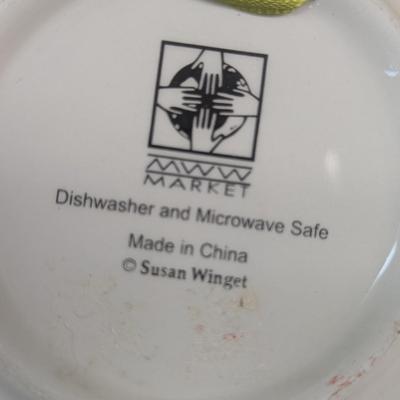 MWW
MARKET
Dishwasher and Microwave Safe
Made in China
© Susan Winget